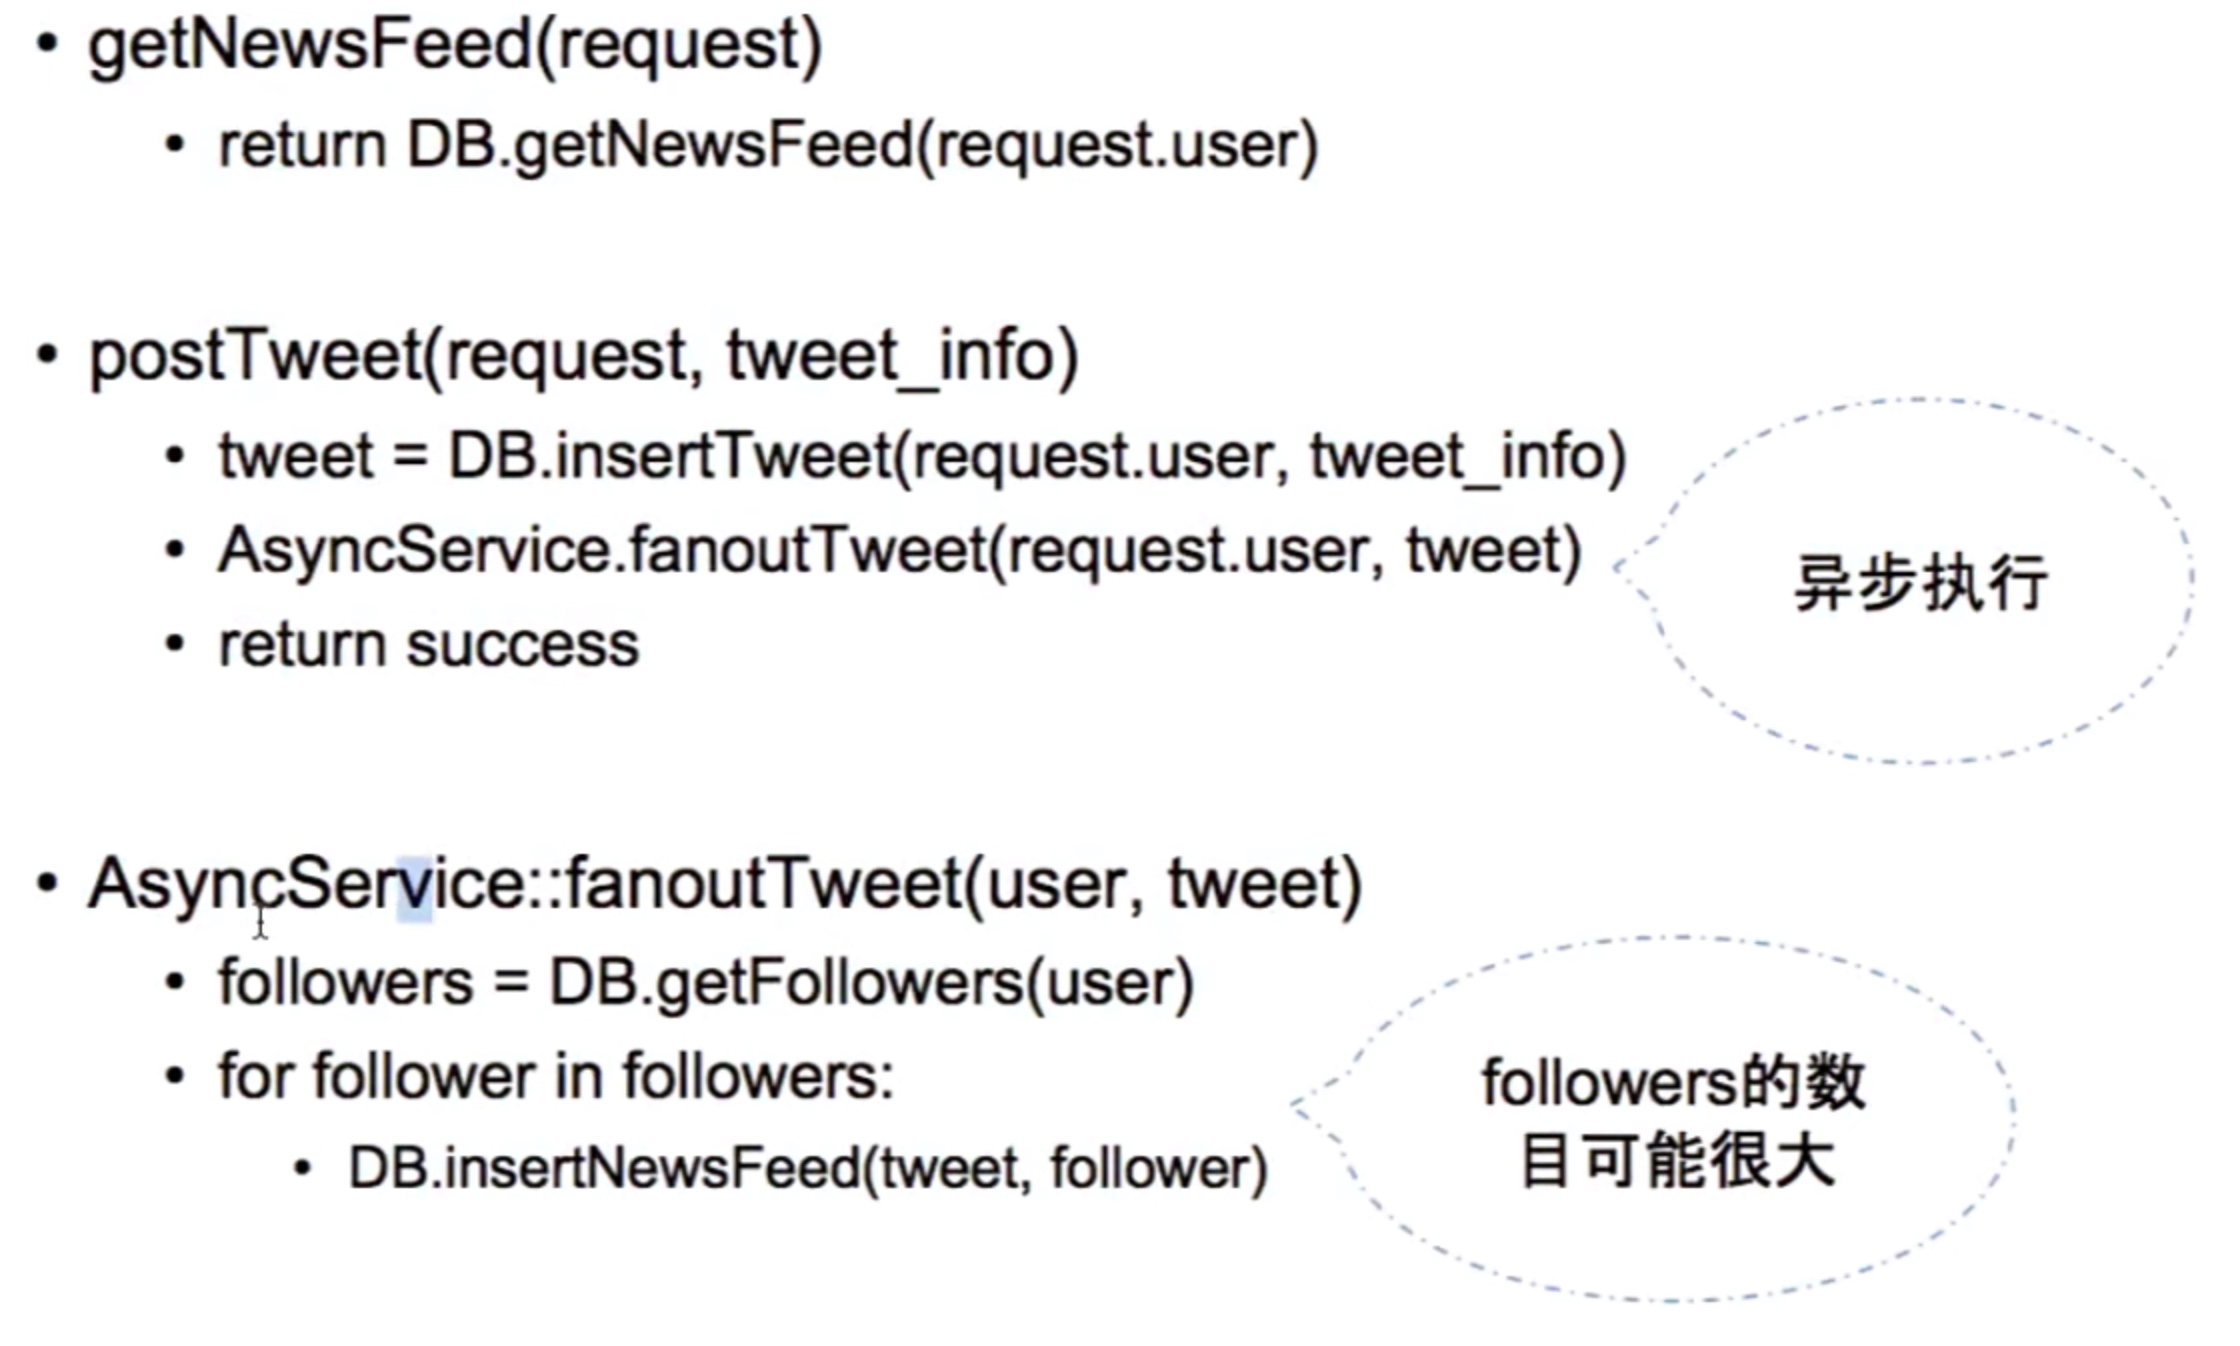 • getNewsFeed(request)
• return DB.getNewsFeed(request.user)
• postTweet(request, tweet_info)
• tweet = DB.insertTweet(request.user, tweet_info)
• AsyncService.fanoutTweet(request.user, tweet)
异步执行
• return success
• AsyncService::fanoutTweet(user, tweet)
• followers = DB.getFollowers(user)
• for follower in followers:
• DB.insertNewsFeed(tweet, follower)
followers的数
目可能很大